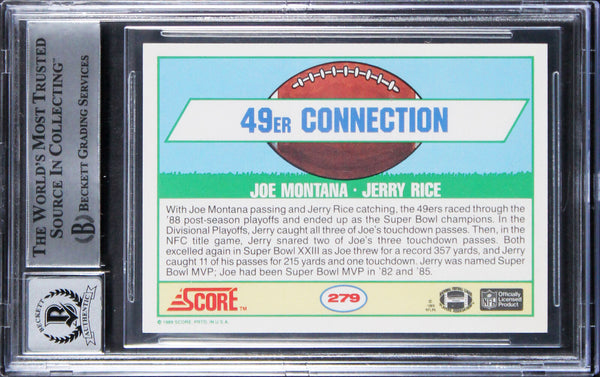 THE WORLD'S MOST TRUSTED
SOURCE IN COLLECTING™
BECKETT GRADING SERVICES
BECKETT
AUTHENTIC
49ER CONNECTION
JOE MONTANA · JERRY RICE
With Joe Montana passing and Jerry Rice catching, the 49ers raced through the
'88 post-season playoffs and ended up as the Super Bowl champions. In the
Divisional Playoffs, Jerry caught all three of Joe's touchdown passes. Then, in the
NFC title game, Jerry snared two of Joe's three touchdown passes. Both
excelled again in Super Bowl XXIII as Joe threw for a record 357 yards, and Jerry
caught 11 of his passes for 215 yards and one touchdown. Jerry was named Super
Bowl MVP; Joe had been Super Bowl MVP in '82 and '85.
SCORE™
279
NFL
Officially
Licensed
Product
© 1989 SCORE, PRTD. IN U.S.A.